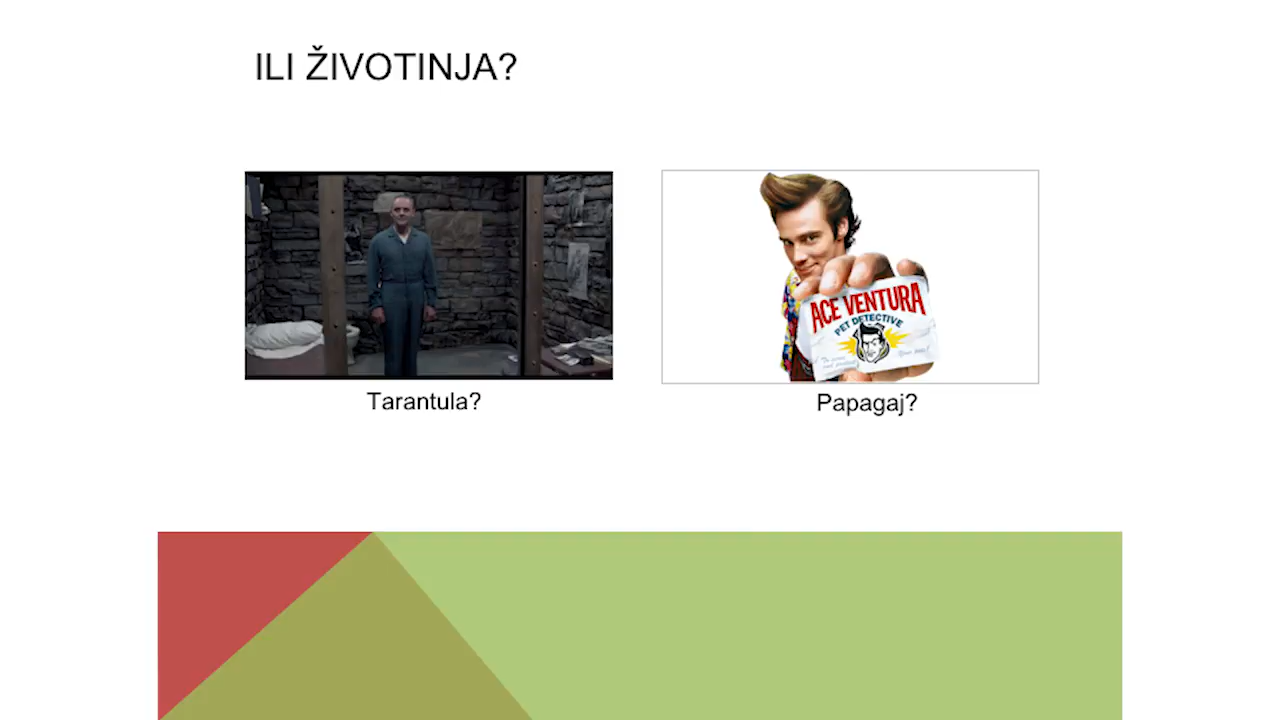 ILI ŽIVOTINJA?
ACE VENTURA
PET DETECTIVE
Tarantula?
Papagaj?